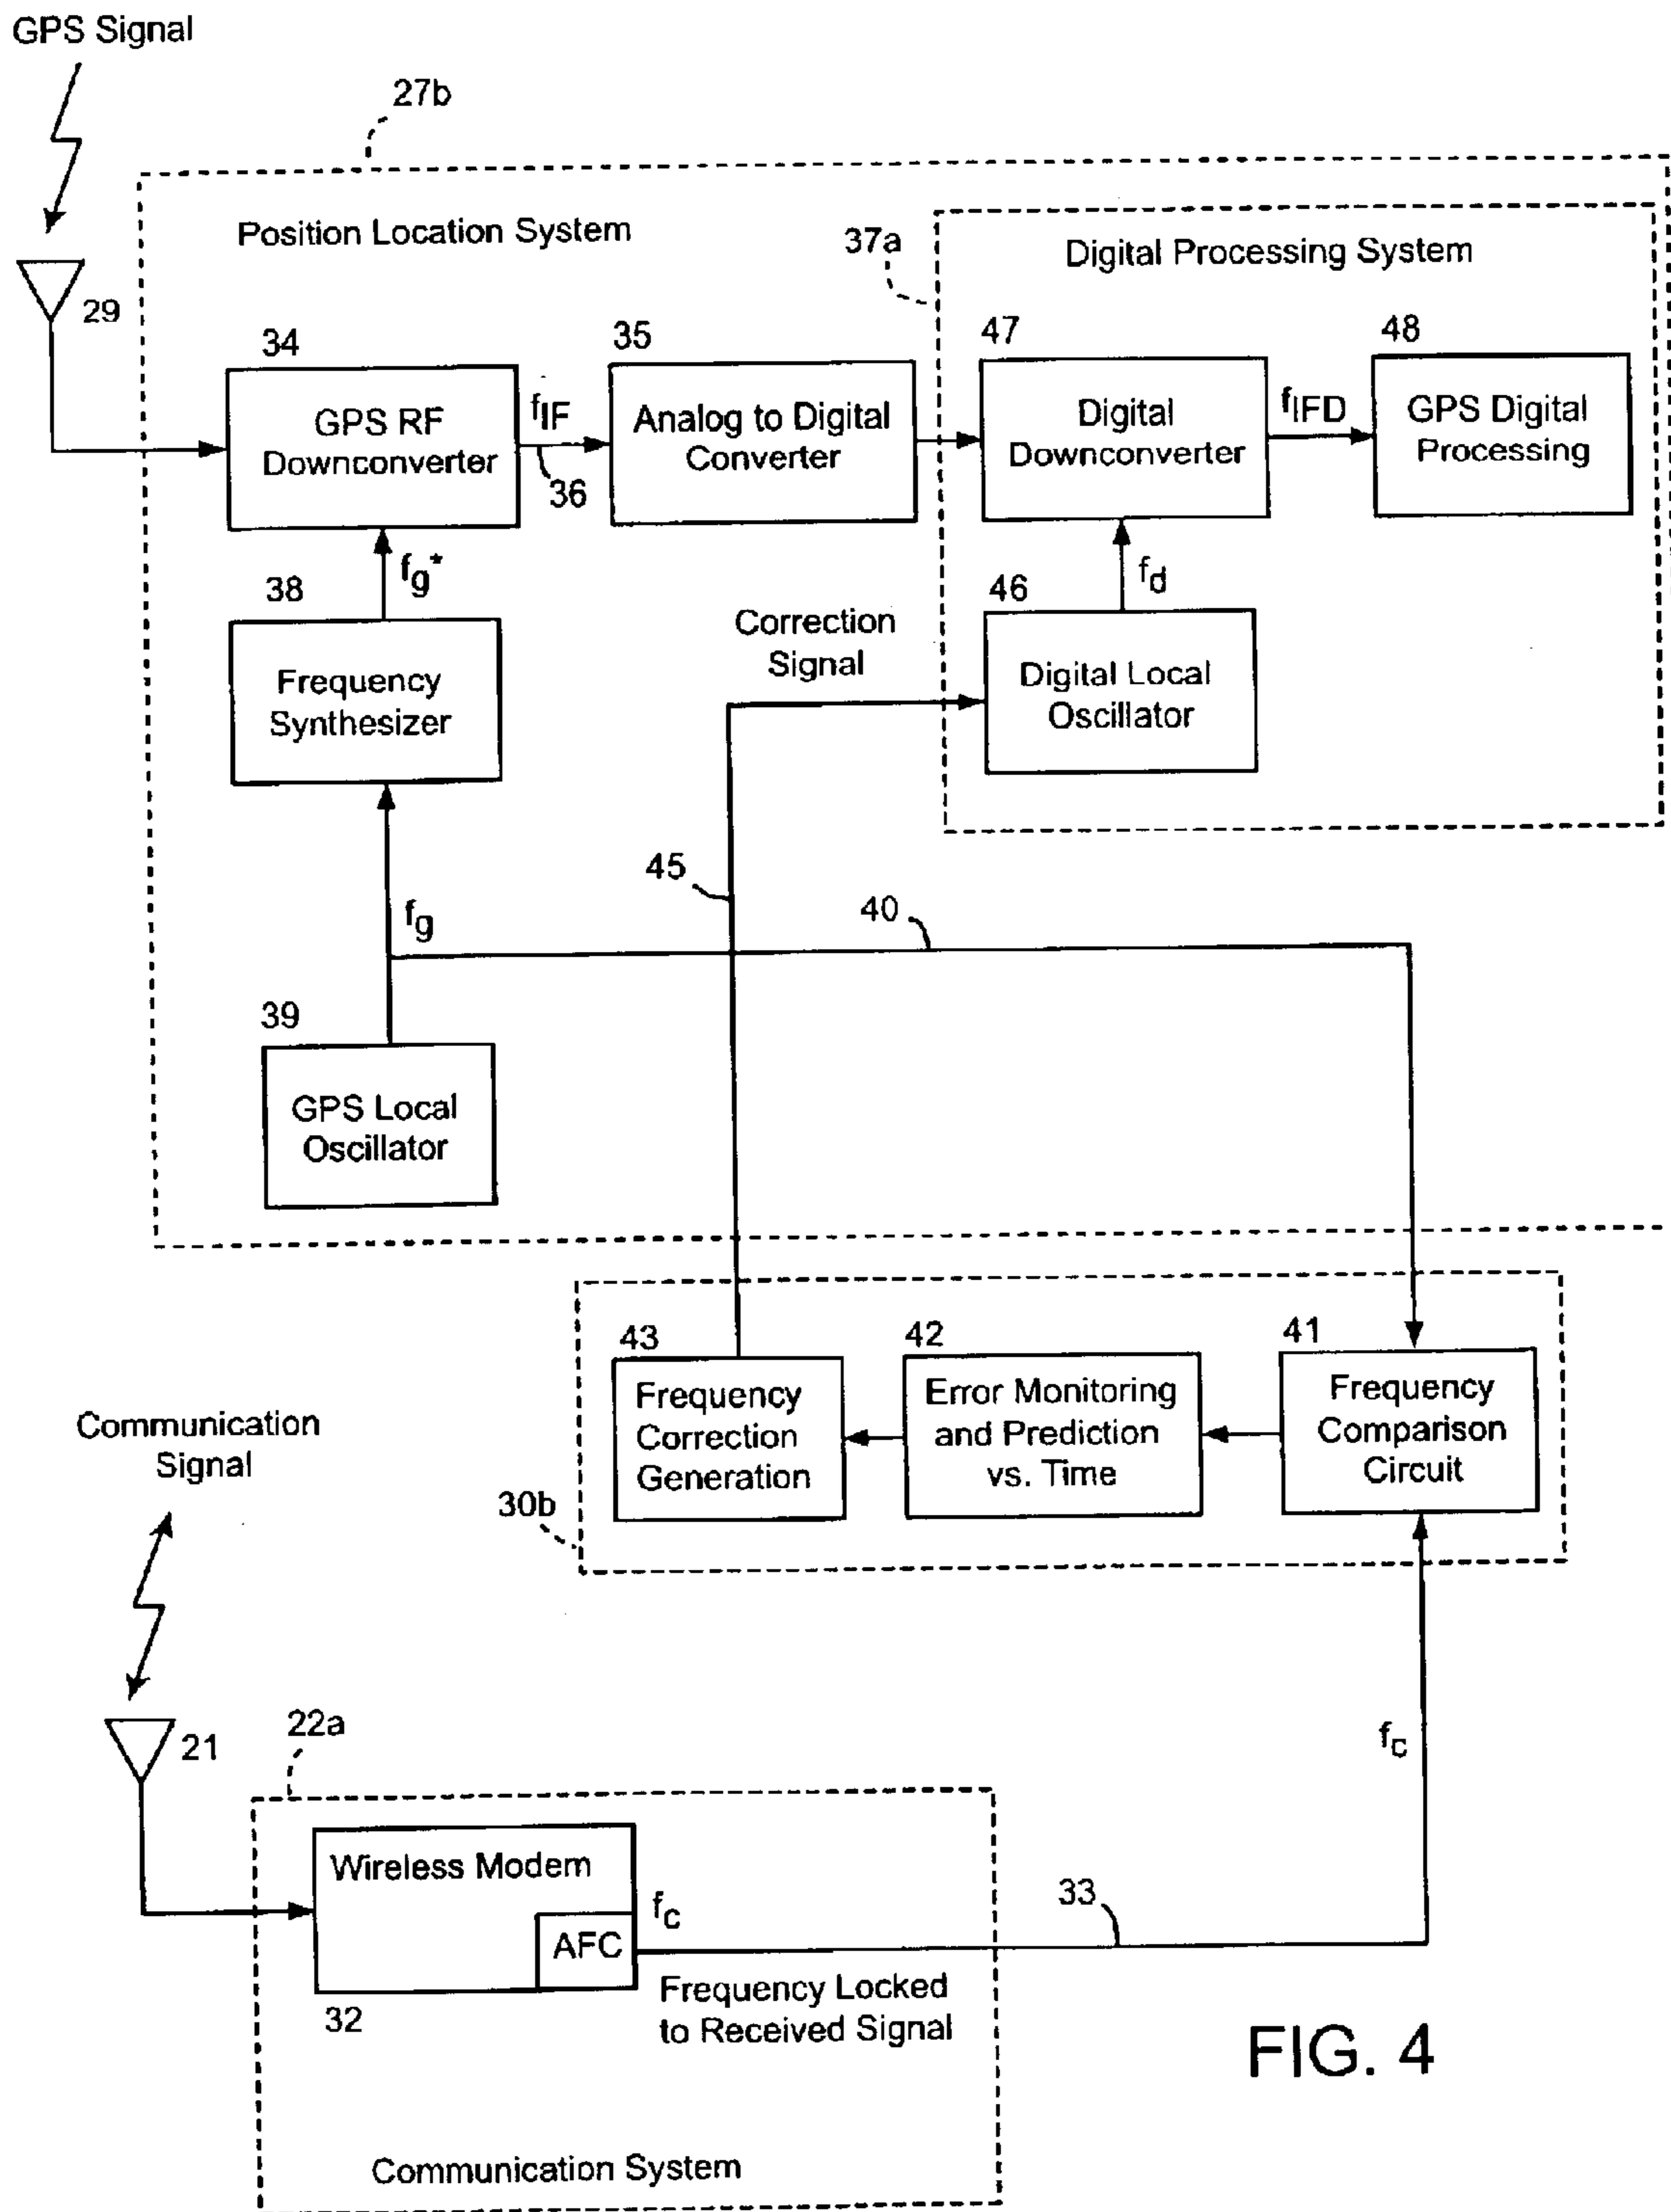 GPS Signal
27b
Position Location System
37a
Digital Processing System
29
34
35
47
48
GPS RF
Downconverter
fIF
36
Analog to Digital
Converter
Digital
Downconverter
fIFD
GPS Digital
Processing
fg*
38
Frequency
Synthesizer
Correction
Signal
46
fd
Digital Local
Oscillator
45
40
fg
39
GPS Local
Oscillator
43
42
41
Frequency
Correction
Generation
Error Monitoring
and Prediction
vs. Time
Frequency
Comparison
Circuit
30b
Communication
Signal
21
22a
fc
Wireless Modem
AFC
fc
33
32
Frequency Locked
to Received Signal
FIG. 4
Communication System